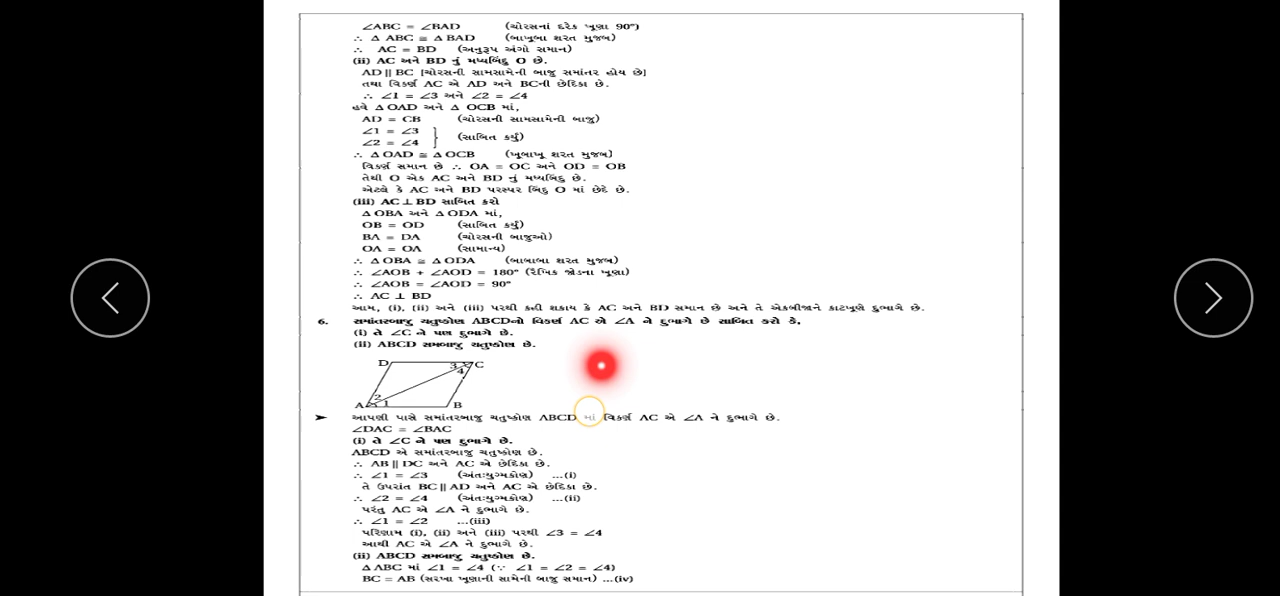 ∠ABC = ∠BAD (ચોરસનાં દરેક ખૂણા 90°)
∴ Δ ABC ≅ Δ BAD (બાખૂબા શરત મુજબ)
∴ AC = BD (અનુરૂપ અંગો સમાન)
(ii) AC અને BD નું મધ્યબિંદુ O છે.
AD || BC [ચોરસની સામસામેની બાજુ સમાંતર હોય છે]
તથા વિકર્ણ AC એ AD અને BCની છેદિકા છે.
∴ ∠1 = ∠3 અને ∠2 = ∠4
હવે Δ OAD અને Δ OCB માં,
AD = CB (ચોરસની સામસામેની બાજુ)
∠1 = ∠3
∠2 = ∠4 } (સાબિત કર્યું)
∴ Δ OAD ≅ Δ OCB (ખૂબાખૂ શરત મુજબ)
વિકર્ણ સમાન છે ∴ OA = OC અને OD = OB
તેથી O એક AC અને BD નું મધ્યબિંદુ છે.
એટલે કે AC અને BD પરસ્પર બિંદુ O માં છેદે છે.
(iii) AC ⊥ BD સાબિત કરો
Δ OBA અને Δ ODA માં,
OB = OD (સાબિત કર્યું)
BA = DA (ચોરસની બાજુઓ)
OA = OA (સામાન્ય)
∴ Δ OBA ≅ Δ ODA (બાબાબા શરત મુજબ)
∴ ∠AOB + ∠AOD = 180° (રૈખિક જોડના ખૂણા)
∴ ∠AOB = ∠AOD = 90°
∴ AC ⊥ BD
આમ, (i), (ii) અને (iii) પરથી કહી શકાય કે AC અને BD સમાન છે અને તે એકબીજાને કાટખૂણે દુભાગે છે.
6. સમાંતરબાજુ ચતુષ્કોણ ABCDનો વિકર્ણ AC એ ∠A ને દુભાગે છે સાબિત કરો કે,
(i) તે ∠C ને પણ દુભાગે છે.
(ii) ABCD સમબાજુ ચતુષ્કોણ છે.
D 3 C
4
2
A 1 B
➤ આપણી પાસે સમાંતરબાજુ ચતુષ્કોણ ABCD માં વિકર્ણ AC એ ∠A ને દુભાગે છે.
∠DAC = ∠BAC
(i) તે ∠C ને પણ દુભાગે છે.
ABCD એ સમાંતરબાજુ ચતુષ્કોણ છે.
∴ AB || DC અને AC એ છેદિકા છે.
∴ ∠1 = ∠3 (અંતઃયુગ્મકોણ) ...(i)
તે ઉપરાંત BC || AD અને AC એ છેદિકા છે.
∴ ∠2 = ∠4 (અંતઃયુગ્મકોણ) ...(ii)
પરંતુ AC એ ∠A ને દુભાગે છે.
∴ ∠1 = ∠2 ...(iii)
પરિણામ (i), (ii) અને (iii) પરથી ∠3 = ∠4
આથી AC એ ∠A ને દુભાગે છે.
(ii) ABCD સમબાજુ ચતુષ્કોણ છે.
Δ ABC માં ∠1 = ∠4 (∵ ∠1 = ∠2 = ∠4)
BC = AB (સરખા ખૂણાની સામેની બાજુ સમાન) ...(iv)